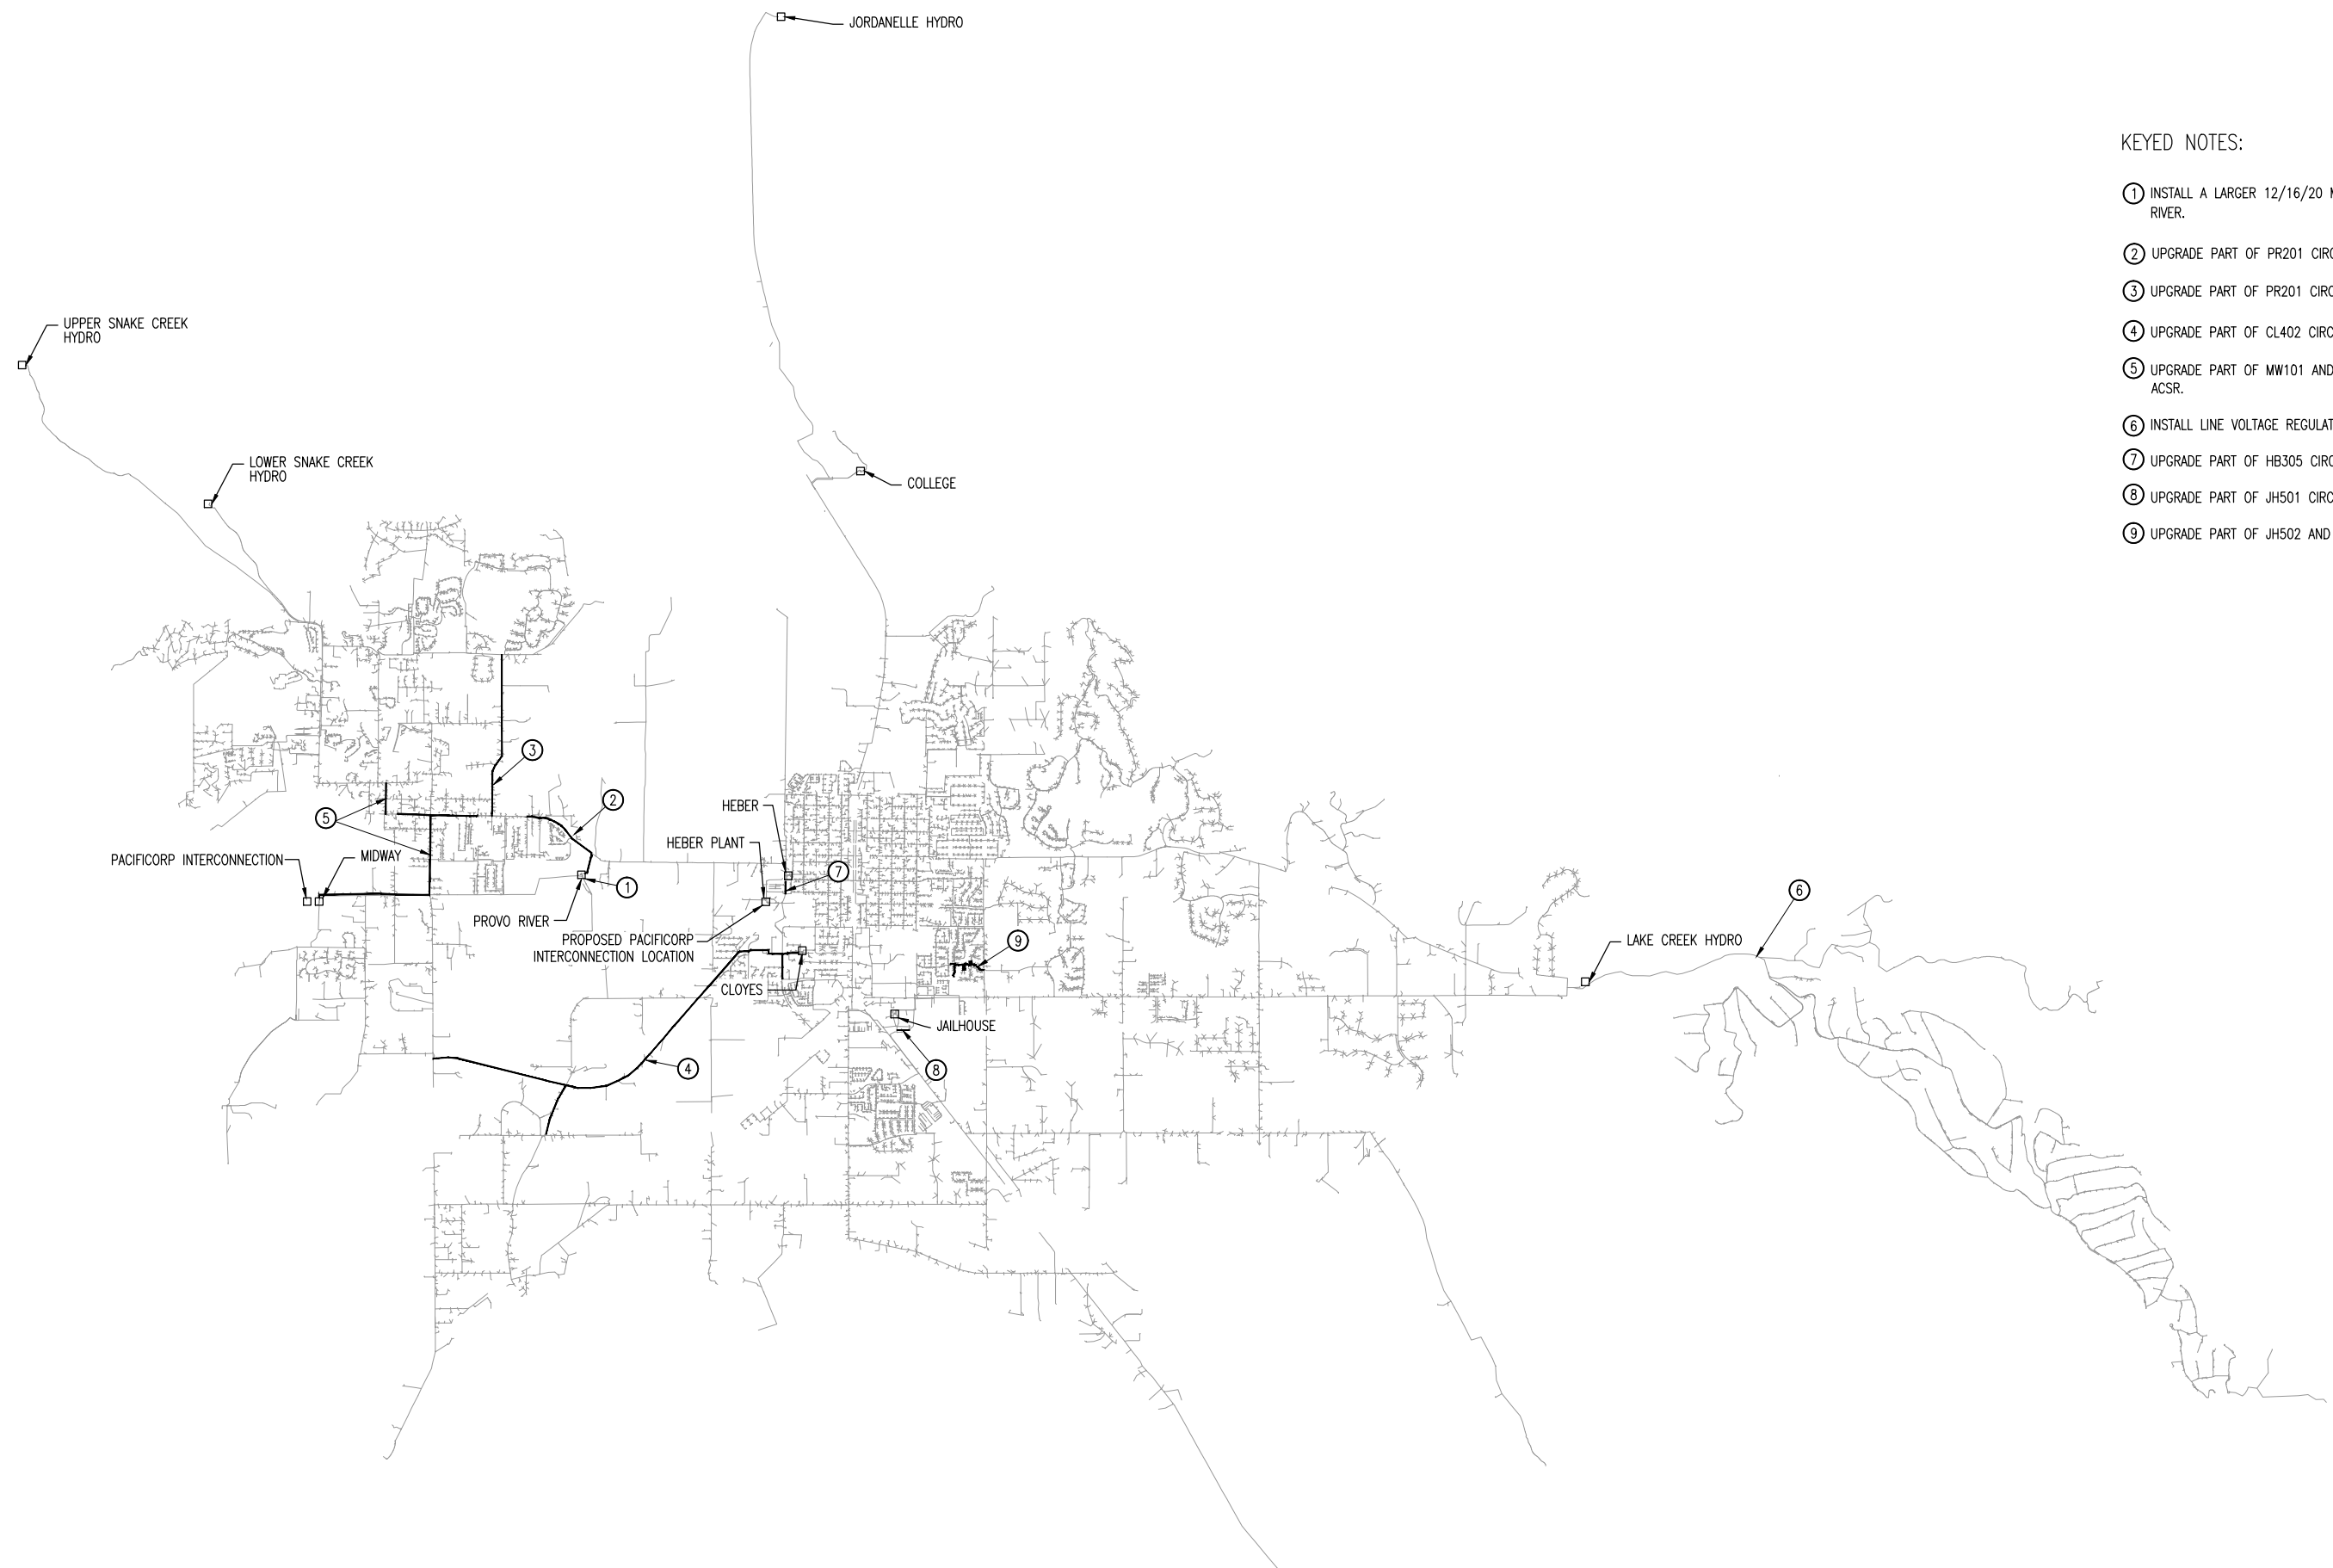 JORDANELLE HYDRO
KEYED NOTES:
1 INSTALL A LARGER 12/16/20
RIVER.
2 UPGRADE PART OF PR201
3 UPGRADE PART OF PR201
4 UPGRADE PART OF CL402
5 UPGRADE PART OF MW101 AND
ACSR.
6 INSTALL LINE VOLTAGE
7 UPGRADE PART OF HB305
8 UPGRADE PART OF JH501
9 UPGRADE PART OF JH502 AND
UPPER SNAKE CREEK
HYDRO
LOWER SNAKE CREEK
HYDRO
COLLEGE
3
2
HEBER
5
HEBER PLANT
PACIFICORP INTERCONNECTION
MIDWAY
7
1
6
PROVO RIVER
PROPOSED PACIFICORP
INTERCONNECTION LOCATION
9
LAKE CREEK HYDRO
CLOYES
JAILHOUSE
4
8